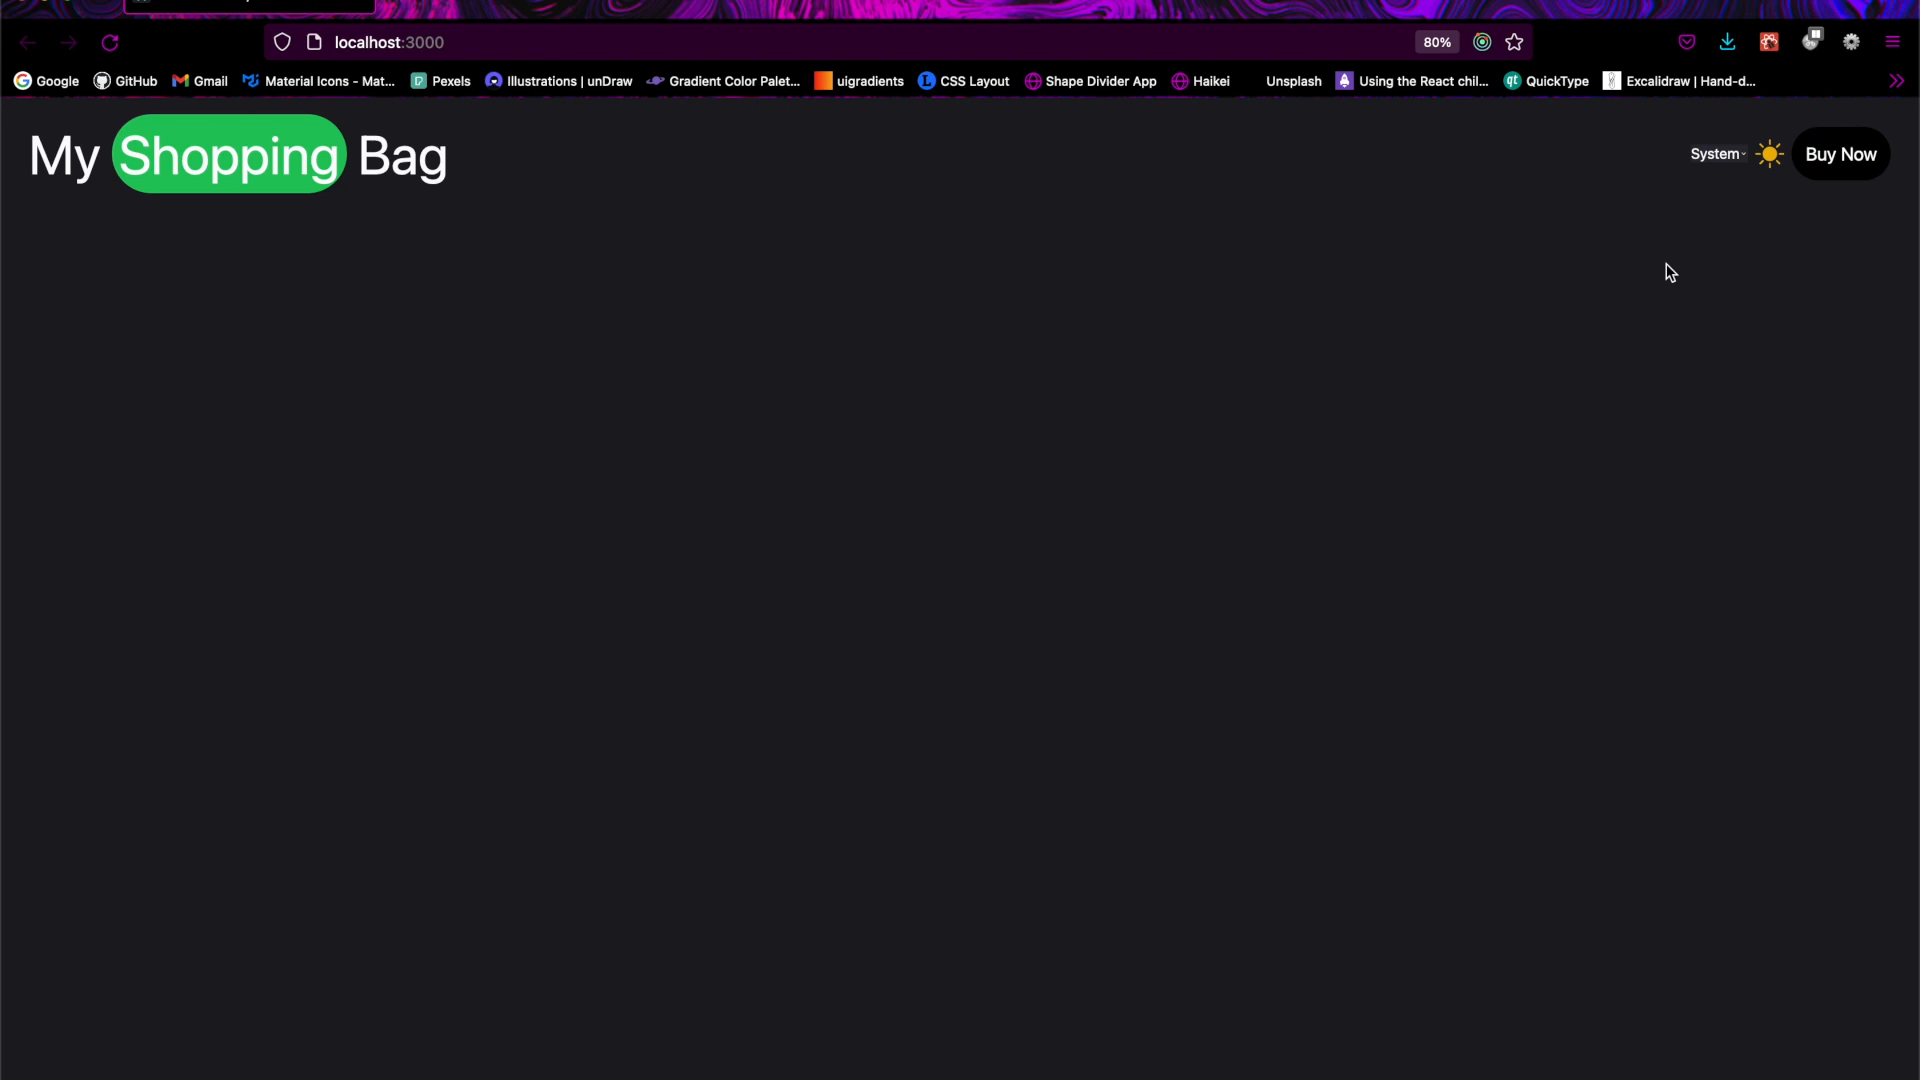 localhost:3000
80%
Google GitHub Gmail Material Icons - Mat... Pexels Illustrations | unDraw Gradient Color Palet... uigradients CSS Layout Shape Divider App Haikei Unsplash Using the React chil... QuickType Excalidraw | Hand-d...
My Shopping Bag
System
Buy Now